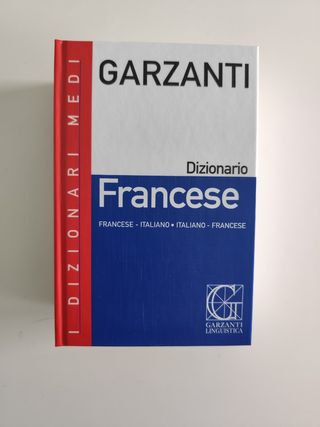 I DIZIONARI MEDI
GARZANTI
Dizionario
Francese
FRANCESE - ITALIANO • ITALIANO - FRANCESE
G
GARZANTI
LINGUISTICA